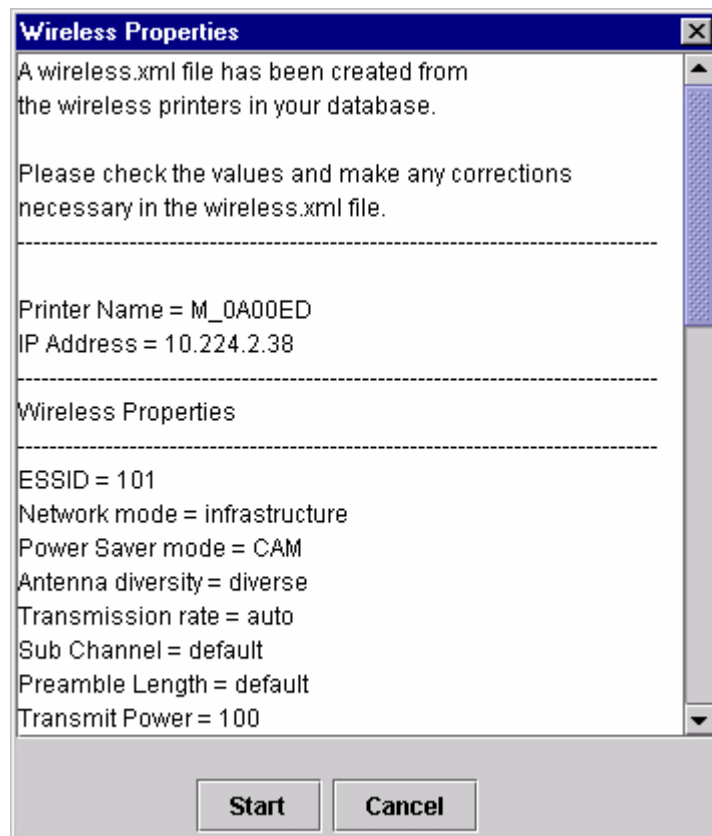 Wireless Properties
A wireless.xml file has been created from
the wireless printers in your database.
Please check the values and make any corrections
necessary in the wireless.xml file.
--------------------------------------------------------------------------------
Printer Name = M_0A00ED
IP Address = 10.224.2.38
--------------------------------------------------------------------------------
Wireless Properties
--------------------------------------------------------------------------------
ESSID = 101
Network mode = infrastructure
Power Saver mode = CAM
Antenna diversity = diverse
Transmission rate = auto
Sub Channel = default
Preamble Length = default
Transmit Power = 100
Start
Cancel